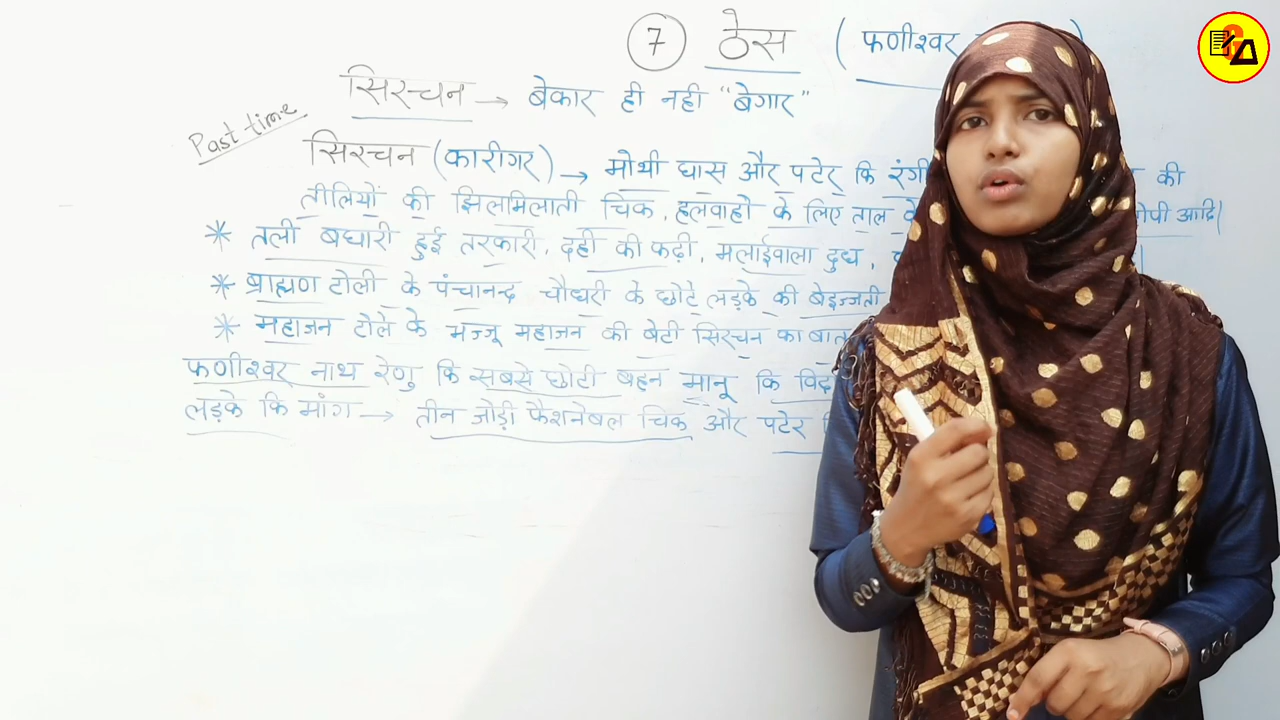 7 ठेस ( फणीश्वर )
सिरचन → बेकार ही नही "बेगार"
Past time
सिरचन (कारीगर) → मोथी घास और पटेर कि रंगी की
तीलियों की झिलमिलाती चिक, हलवाहो के लिए ताल के ोपी आदि।
* तली बघारी हुई तरकारी, दही की कढ़ी, मलाईवाला दुध,
* ब्राह्मण टोली के पंचानन्द चौधरी के छोटे लड़के की बेइज्जती
* महाजन टोले के भज्जू महाजन की बेटी सिरचन का बात
फणीश्वर नाथ रेणु कि सबसे छोटी बहन मानू कि विद
लड़के कि मांग → तीन जोड़ी फैशनेबल चिक और पटेर